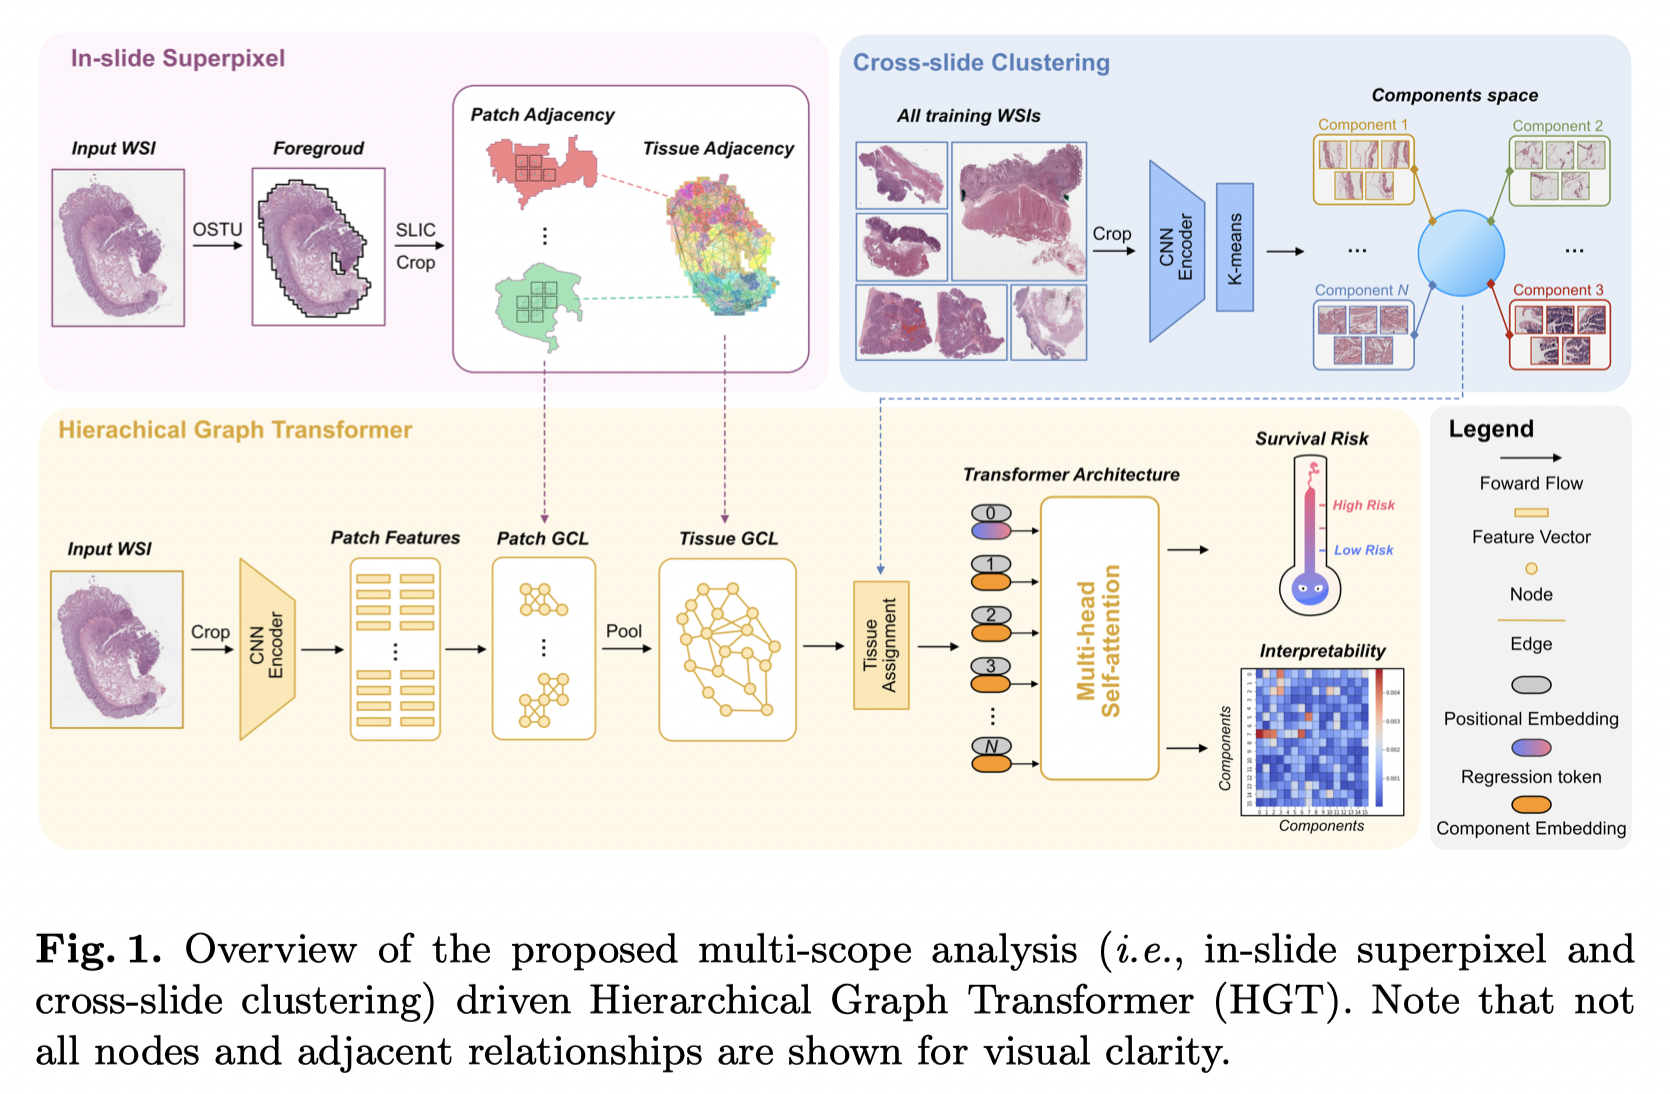 In-slide Superpixel
Input WSI
OSTU
Foregroud
SLIC
Crop
Patch Adjacency
Tissue Adjacency
Cross-slide Clustering
All training WSIs
Crop
CNN
Encoder
K-means
Components space
Component 1
Component 2
Component N
Component 3
Hierachical Graph Transformer
Input WSI
Crop
CNN
Encoder
Patch Features
Patch GCL
Pool
Tissue GCL
Tissue
Assignment
Transformer Architecture
0
1
2
3
N
Multi-head
Self-attention
Survival Risk
High Risk
Low Risk
Interpretability
Components
0.004
0.003
0.002
0.001
Components
Legend
Foward Flow
Feature Vector
Node
Edge
Positional Embedding
Regression token
Component Embedding
Fig. 1. Overview of the proposed multi-scope analysis (i.e., in-slide superpixel and
cross-slide clustering) driven Hierarchical Graph Transformer (HGT). Note that not
all nodes and adjacent relationships are shown for visual clarity.